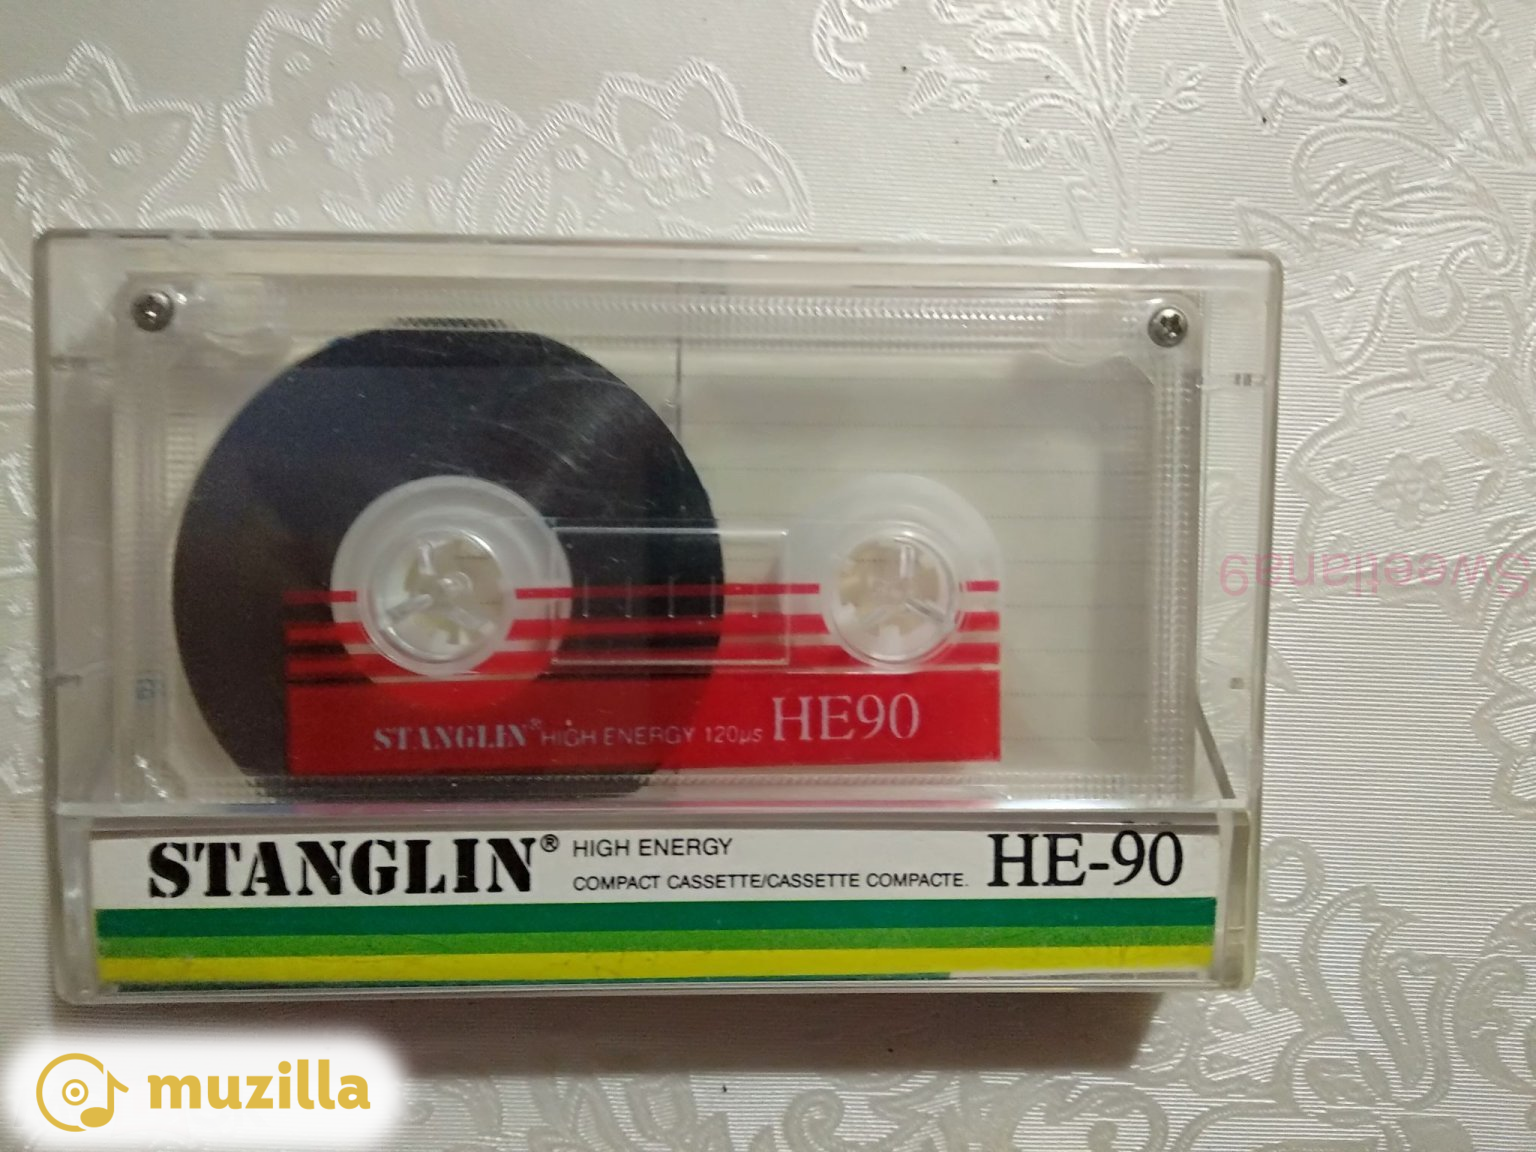 STANGLIN® HIGH ENERGY 120µs HE90
STANGLIN® HIGH ENERGY HE-90
COMPACT CASSETTE/CASSETTE COMPACTE.
Sweetlana9
muzilla